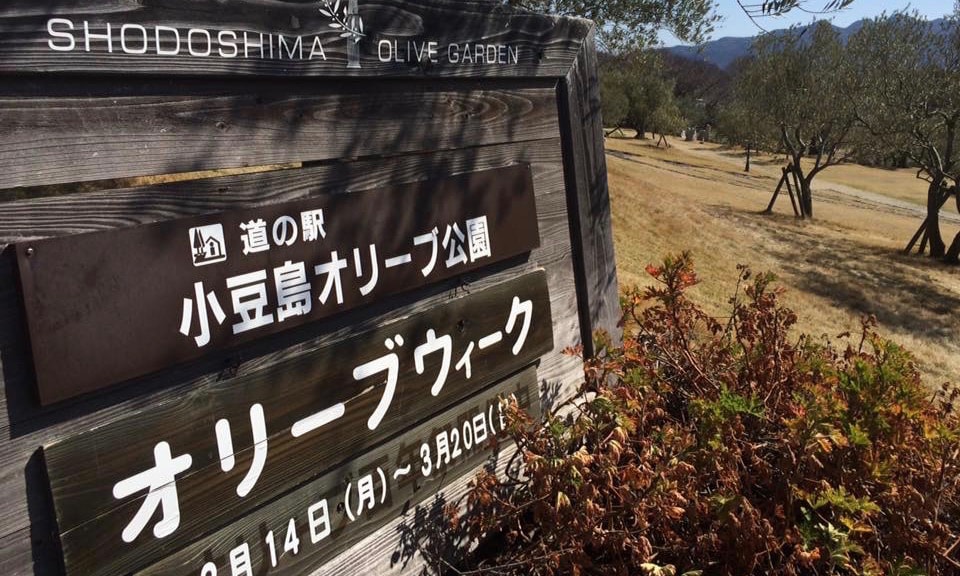 SHODOSHIMA OLIVE GARDEN
道の駅
小豆島オリーブ公園
オリーブウィーク
月14日(月)~3月20日(